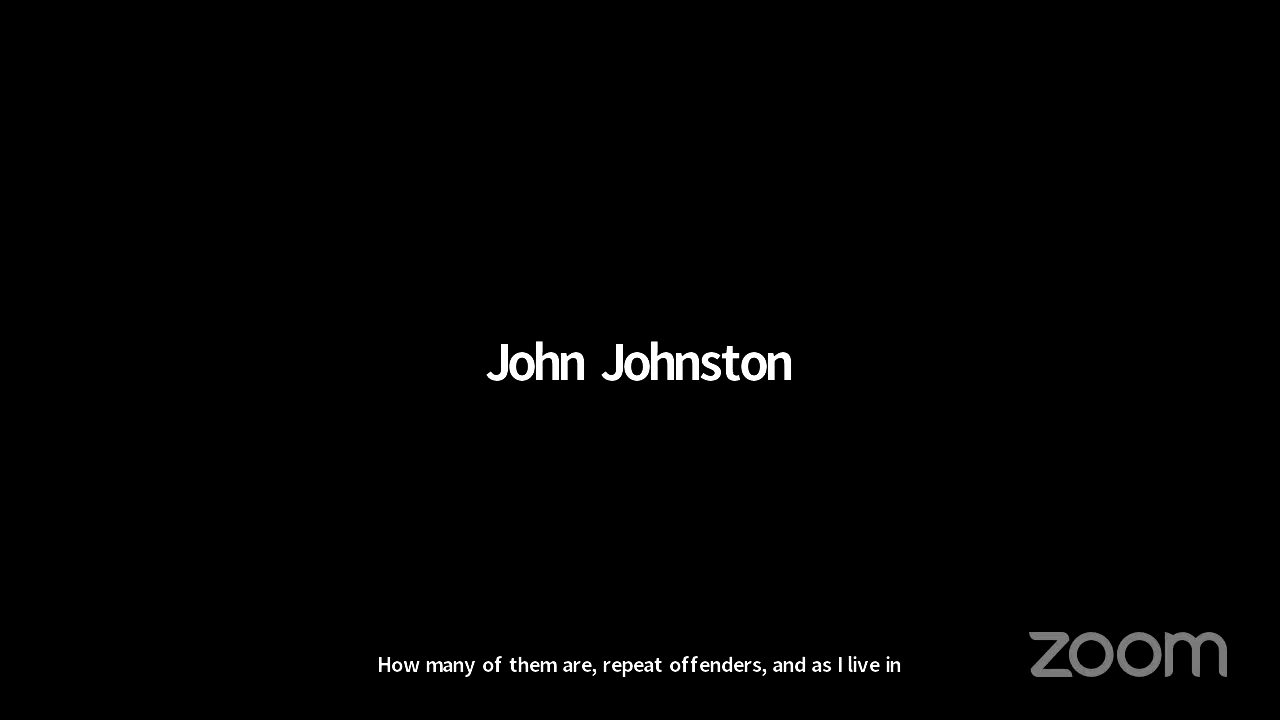 John Johnston
How many of them are, repeat offenders, and as I live in
zoom